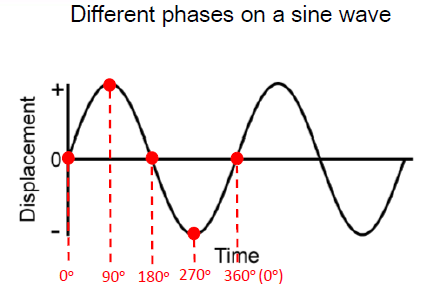 Different phases on a sine wave
+
Displacement
0
-
Time
0° 90° 180° 270° 360° (0°)